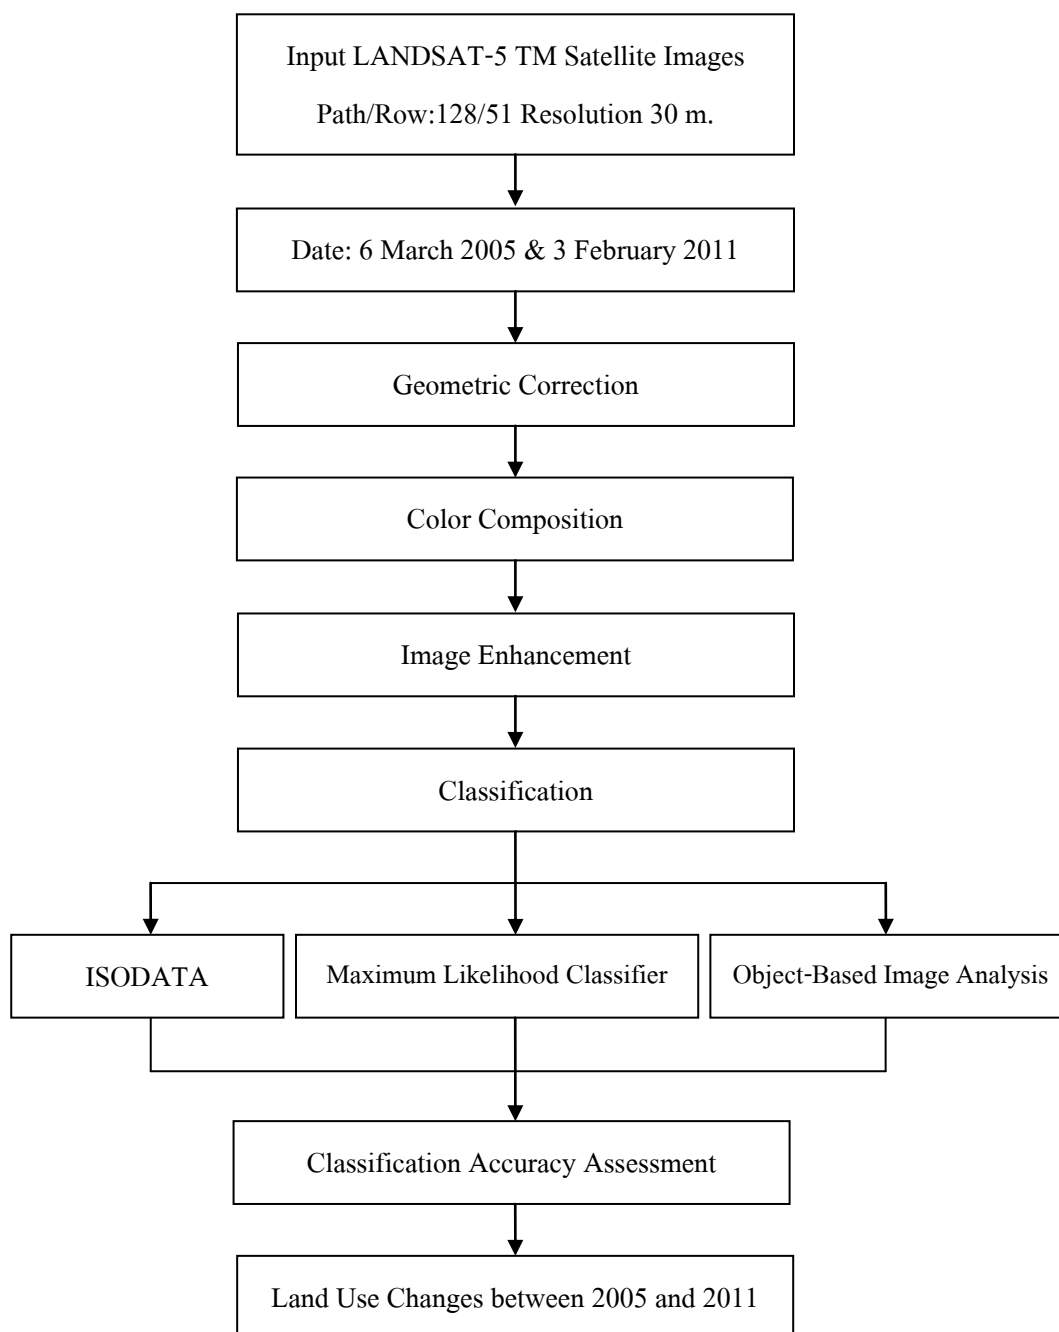 Input LANDSAT-5 TM Satellite Images
Path/Row:128/51 Resolution 30 m.
Date: 6 March 2005 & 3 February 2011
Geometric Correction
Color Composition
Image Enhancement
Classification
ISODATA
Maximum Likelihood Classifier
Object-Based Image Analysis
Classification Accuracy Assessment
Land Use Changes between 2005 and 2011